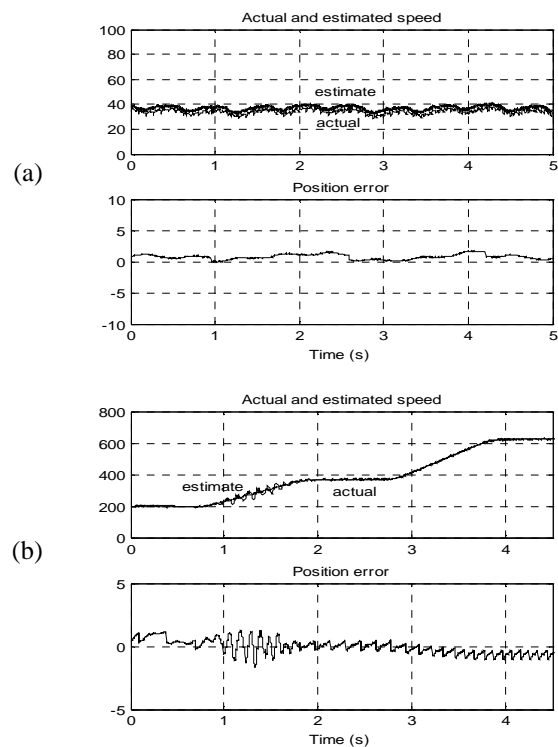 (a)
Actual and estimated speed
100
80
60
40
20
0
estimate
actual
0 1 2 3 4 5
Position error
10
5
0
-5
-10
0 1 2 3 4 5
Time (s)
(b)
Actual and estimated speed
800
600
400
200
0
estimate
actual
0 1 2 3 4
Position error
5
0
-5
0 1 2 3 4
Time (s)